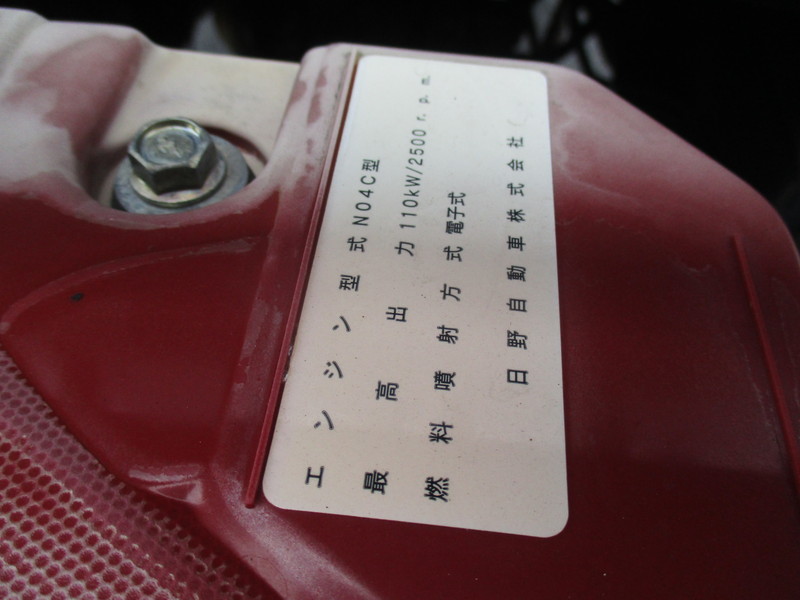 エンジン型式 N04C型
最高出力 110kW/2500 r.p.m.
燃料噴射方式 電子式
日野自動車株式会社